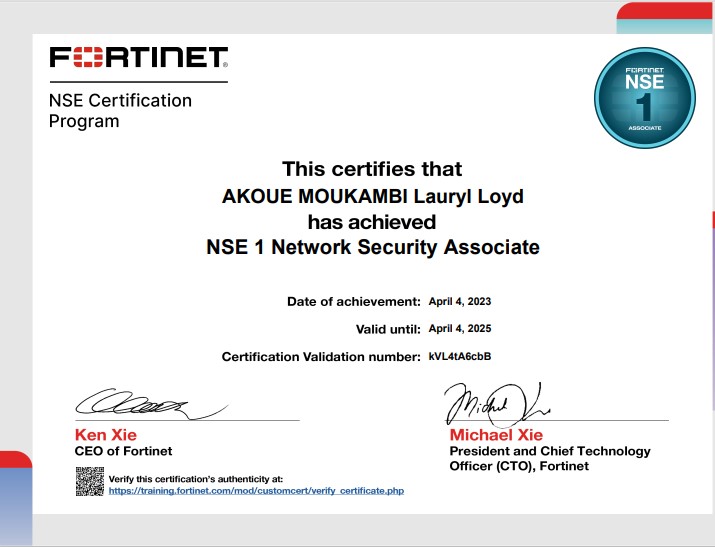 FORTINET®
NSE Certification
Program
FORTINET
NSE
1
ASSOCIATE
This certifies that
AKOUE MOUKAMBI Lauryl Loyd
has achieved
NSE 1 Network Security Associate
Date of achievement: April 4, 2023
Valid until: April 4, 2025
Certification Validation number: kVL4tA6cbB
Ken Xie
CEO of Fortinet
Michael Xie
President and Chief Technology
Officer (CTO), Fortinet
Verify this certification's authenticity at:
https://training.fortinet.com/mod/customcert/verify_certificate.php